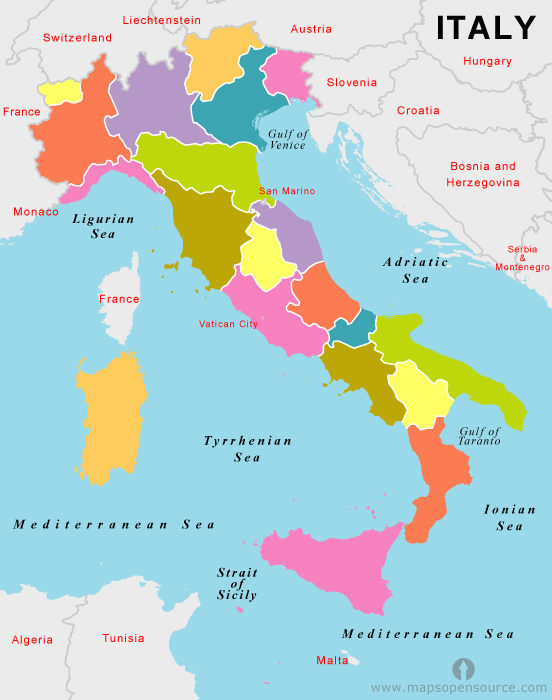 ITALY
Liechtenstein
Austria
Switzerland
Hungary
Slovenia
France
Croatia
Gulf of
Venice
Bosnia and
Herzegovina
San Marino
Monaco
Ligurian
Sea
Serbia
&
Montenegro
Adriatic
Sea
France
Vatican City
Gulf of
Taranto
Tyrrhenian
Sea
Ionian
Sea
Mediterranean Sea
Strait
of
Sicily
Mediterranean Sea
Algeria
Tunisia
Malta
www.mapsopensource.com